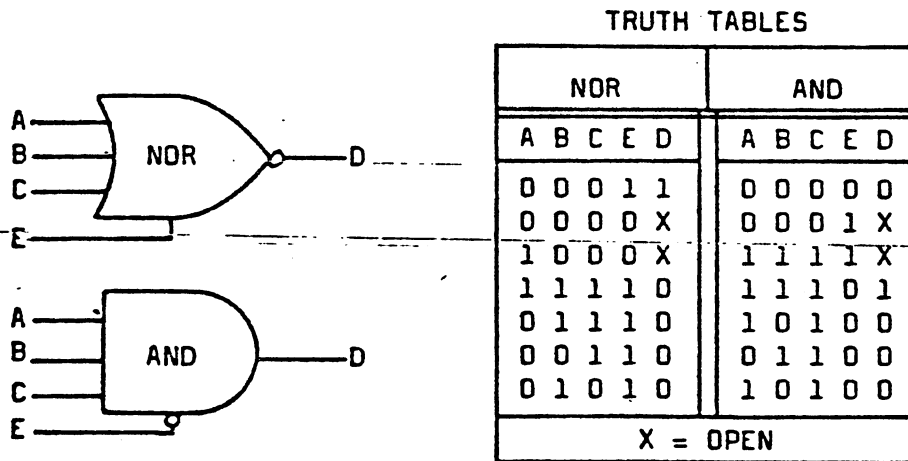 TRUTH TABLES
NOR AND
A B C E D A B C E D
0 0 0 1 1 0 0 0 0 0
0 0 0 0 X 0 0 0 1 X
1 0 0 0 X 1 1 1 1 X
1 1 1 1 0 1 1 1 0 1
0 1 1 1 0 1 0 1 0 0
0 0 1 1 0 0 1 1 0 0
0 1 0 1 0 1 0 1 0 0
X = OPEN
A
B
C
E
NOR
D
A
B
C
E
AND
D